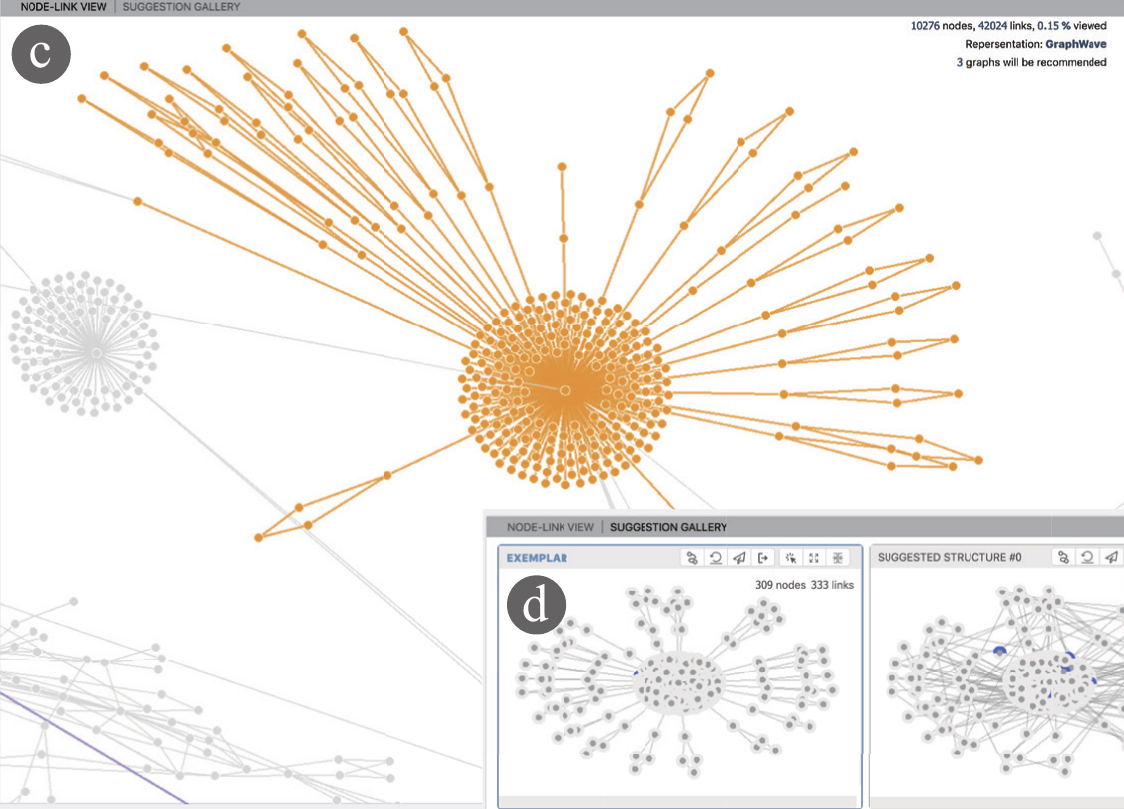 NODE-LINK VIEW | SUGGESTION GALLERY
c
10276 nodes, 42024 links, 0.15 % viewed
Repersentation: GraphWave
3 graphs will be recommended
NODE-LINK VIEW | SUGGESTION GALLERY
EXEMPLAR
309 nodes 333 links
d
SUGGESTED STRUCTURE #0